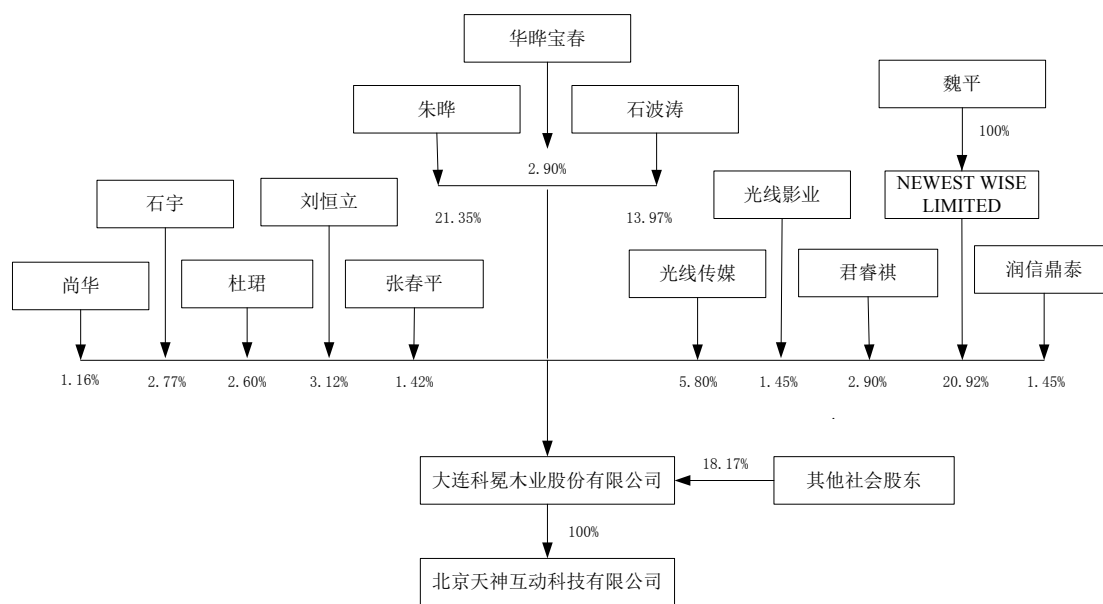 华晔宝春
朱晔
石波涛
魏平
100%
2.90%
石宇
刘恒立
光线影业
NEWEST WISE
LIMITED
21.35%
13.97%
尚华
杜珺
张春平
光线传媒
君睿祺
润信鼎泰
1.16%
2.77%
2.60%
3.12%
1.42%
5.80%
1.45%
2.90%
20.92%
1.45%
大连科冕木业股份有限公司
18.17%
其他社会股东
100%
北京天神互动科技有限公司